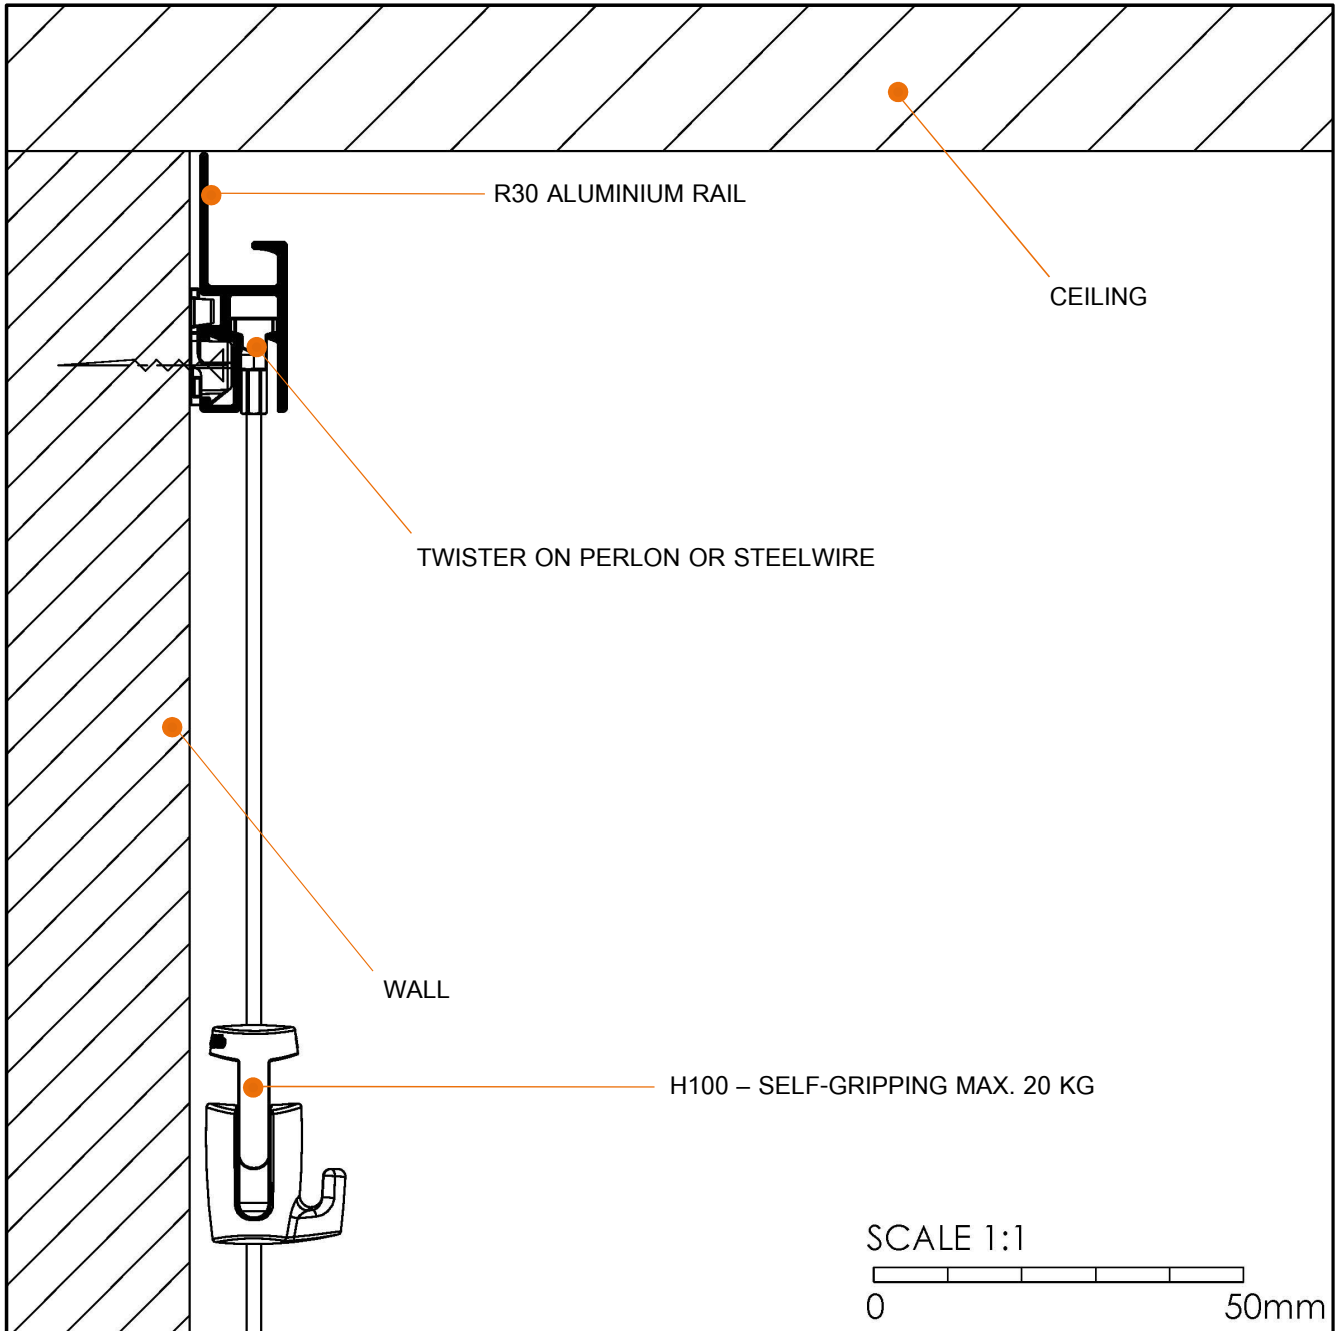 R30 ALUMINIUM RAIL
CEILING
TWISTER ON PERLON OR STEELWIRE
WALL
H100 – SELF-GRIPPING MAX. 20 KG
SCALE 1:1
0 50mm